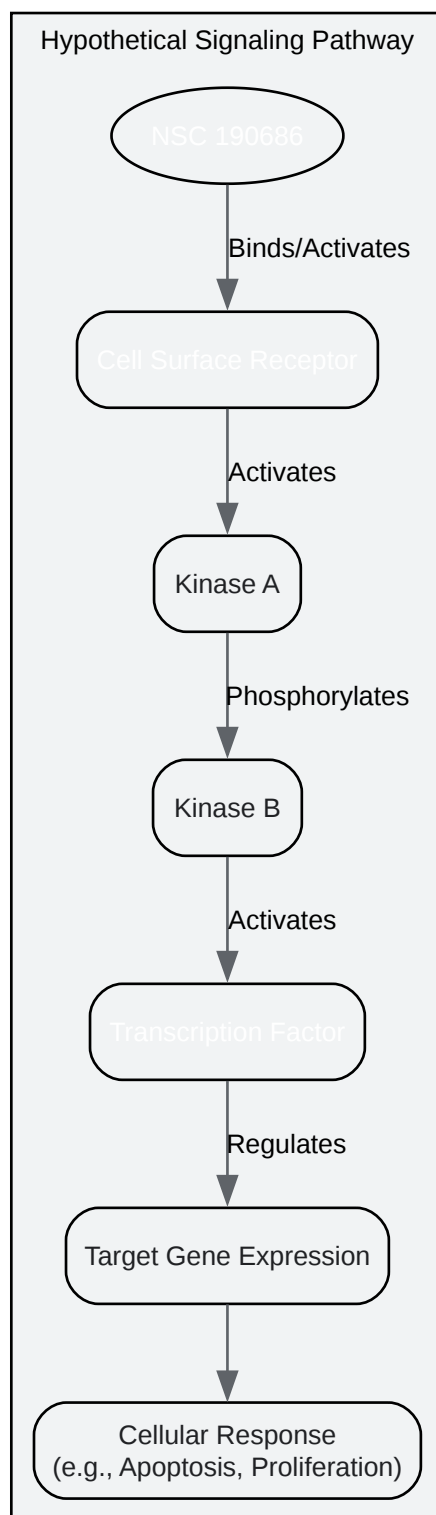 Hypothetical Signaling Pathway
NSC 190686
Binds/Activates
Cell Surface Receptor
Activates
Kinase A
Phosphorylates
Kinase B
Activates
Transcription Factor
Regulates
Target Gene Expression
Cellular Response
(e.g., Apoptosis, Proliferation)